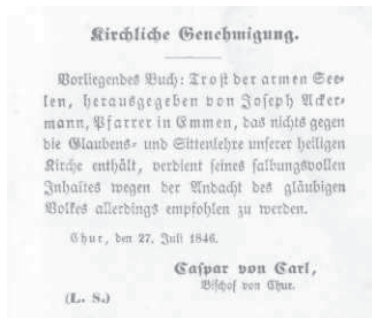 Kirchliche Genehmigung.
Vorliegendes Buch: Trost der armen See-
len, herausgegeben von Joseph Acker-
mann, Pfarrer in Emmen, das nichts gegen
die Glaubens- und Sittenlehre unserer heiligen
Kirche enthält, verdient seines salbungsvollen
Inhaltes wegen der Andacht des gläubigen
Volkes allerdings empfohlen zu werden.
Chur, den 27. Juli 1846.
Caspar von Carl,
Bischof von Chur.
(L. S.)